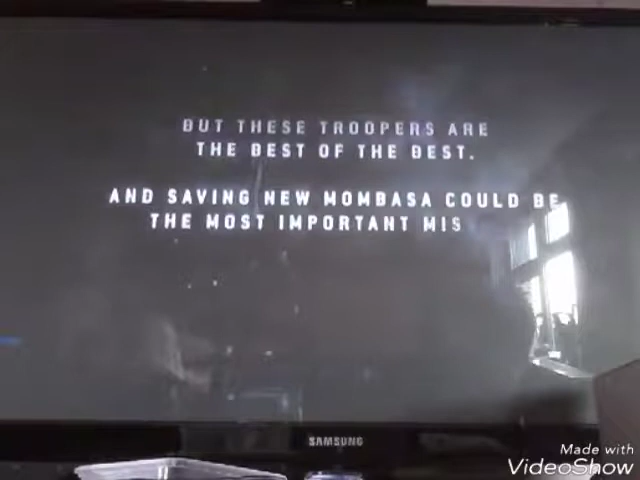 BUT THESE TROOPERS ARE
THE BEST OF THE BEST.
AND SAVING NEW MOMBASA COULD BE
THE MOST IMPORTANT MIS
SAMSUNG
Made with
VideoShow